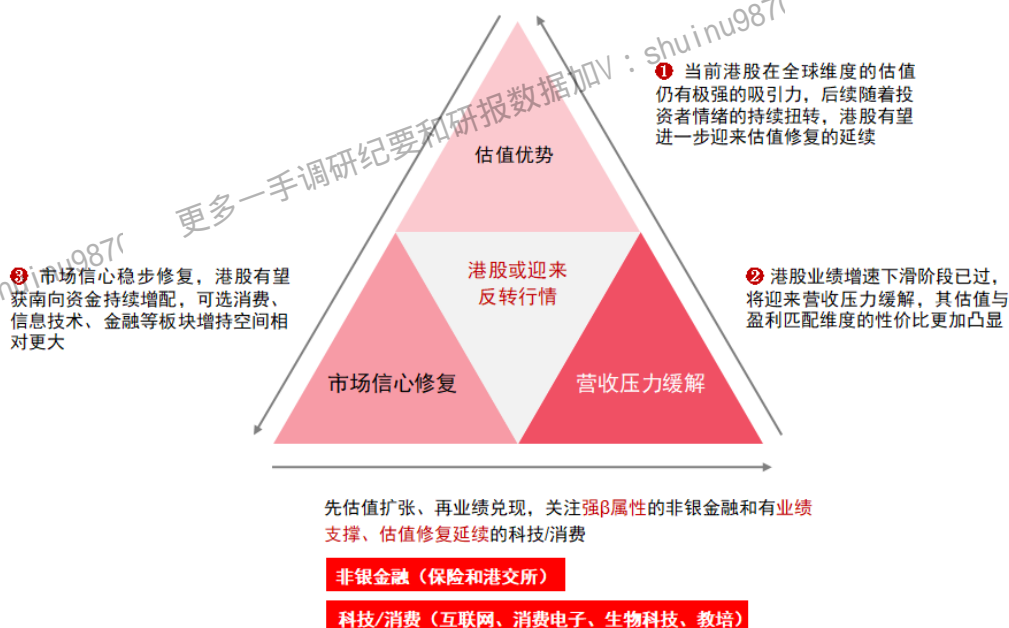 更多一手调研纪要和研报数据加V：shuinu987
❶ 当前港股在全球维度的估值
仍有极强的吸引力，后续随着投
资者情绪的持续扭转，港股有望
进一步迎来估值修复的延续
估值优势
港股或迎来
反转行情
❸ 市场信心稳步修复，港股有望
获南向资金持续增配，可选消费、
信息技术、金融等板块增持空间相
对更大
❷ 港股业绩增速下滑阶段已过，
将迎来营收压力缓解，其估值与
盈利匹配维度的性价比更加凸显
市场信心修复
营收压力缓解
先估值扩张、再业绩兑现，关注强β属性的非银金融和有业绩
支撑、估值修复延续的科技/消费
非银金融（保险和港交所）
科技/消费（互联网、消费电子、生物科技、教培）